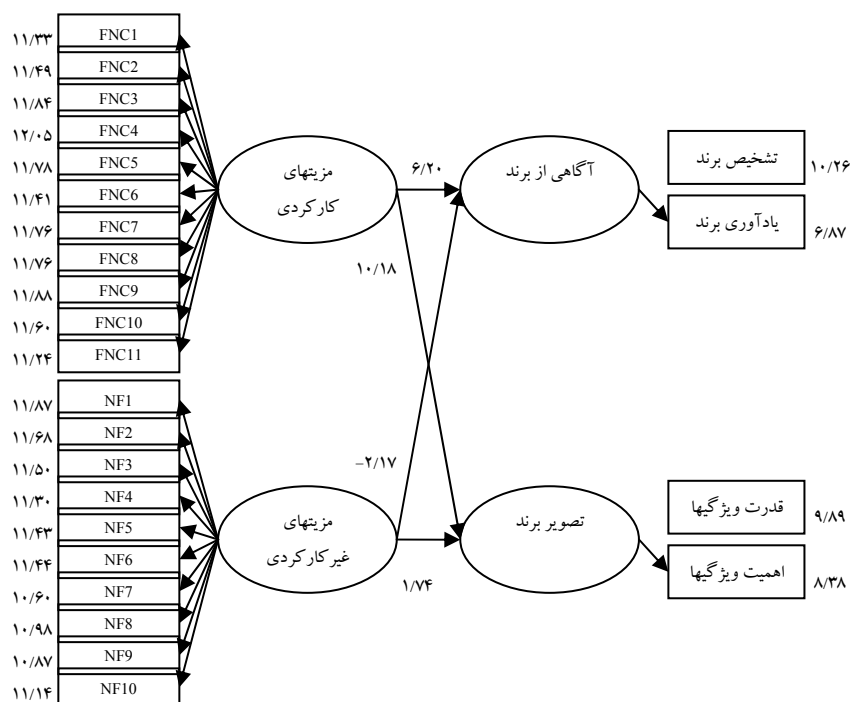 ۱۱/۳۳ FNC1
۱۱/۴۹ FNC2
۱۱/۸۴ FNC3
۱۲/۰۵ FNC4
۱۱/۷۸ FNC5
۱۱/۴۱ FNC6
۱۱/۷۶ FNC7
۱۱/۷۶ FNC8
۱۱/۸۸ FNC9
۱۱/۶۰ FNC10
۱۱/۲۴ FNC11
مزیتهای
کارکردی
۶/۲۰
۱۰/۱۸
آگاهی از برند
تشخیص برند ۱۰/۲۶
یادآوری برند ۶/۸۷
۱۱/۸۷ NF1
۱۱/۶۸ NF2
۱۱/۵۰ NF3
۱۱/۳۰ NF4
۱۱/۴۳ NF5
۱۱/۴۴ NF6
۱۰/۶۰ NF7
۱۰/۹۸ NF8
۱۰/۸۷ NF9
۱۱/۱۴ NF10
مزیتهای
غیرکارکردی
–۲/۱۷
۱/۷۴
تصویر برند
قدرت ویژگیها ۹/۸۹
اهمیت ویژگیها ۸/۳۸